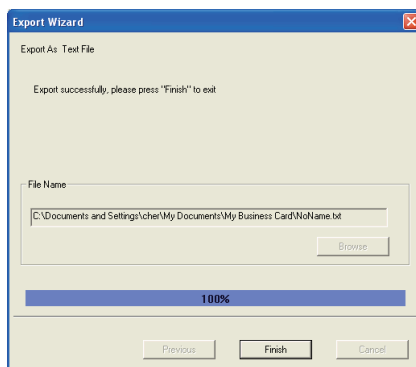 Export Wizard
Export As Text File
Export successfully, please press "Finish" to exit
File Name
C:\Documents and Settings\cher\My Documents\My Business Card\NoName.txt
Browse
100%
Previous Finish Cancel